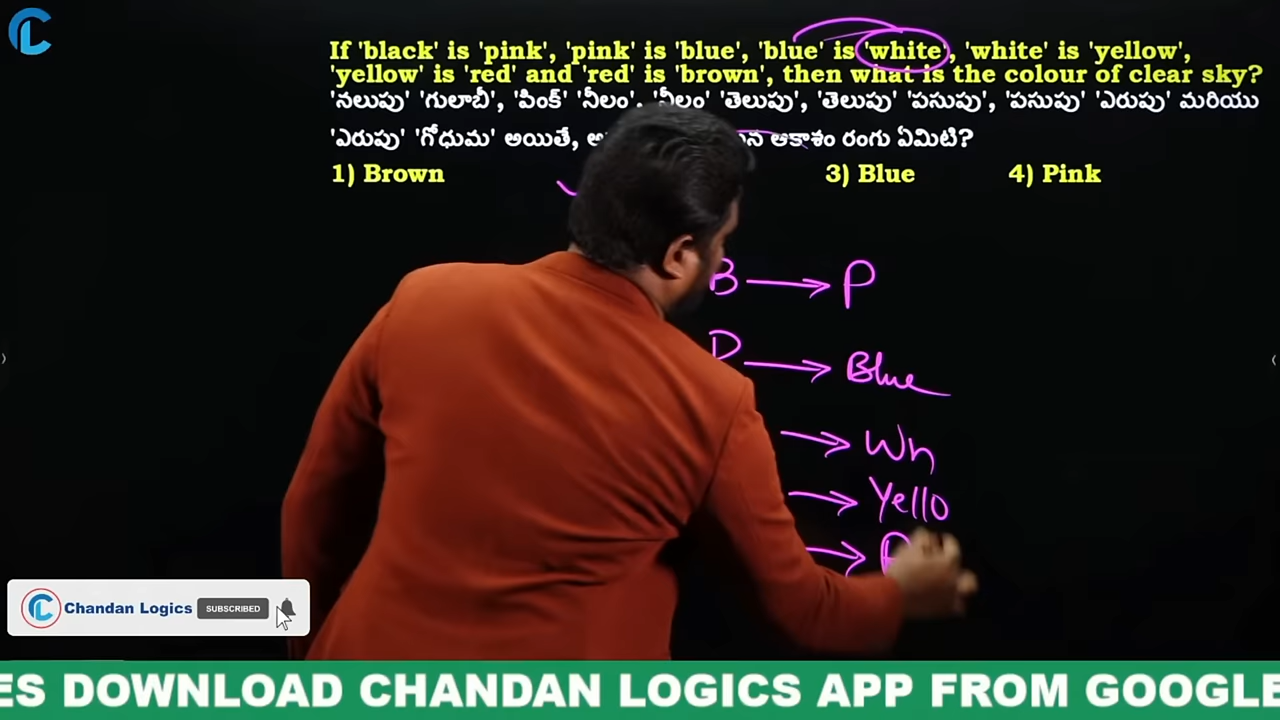 If 'black' is 'pink', 'pink' is 'blue', 'blue' is 'white', 'white' is 'yellow',
'yellow' is 'red' and 'red' is 'brown', then what is the colour of clear sky?
'నలుపు' 'గులాబీ', 'పింక్' 'నీలం', 'నీలం' 'తెలుపు', 'తెలుపు' 'పసుపు', 'పసుపు' 'ఎరుపు' మరియు
'ఎరుపు' 'గోధుమ' అయితే, ఆకాశం రంగు ఏమిటి?
1) Brown 3) Blue 4) Pink
B → P
P → Blue
→ Wh
→ Yello
Chandan Logics SUBSCRIBED
ES DOWNLOAD CHANDAN LOGICS APP FROM GOOGLE